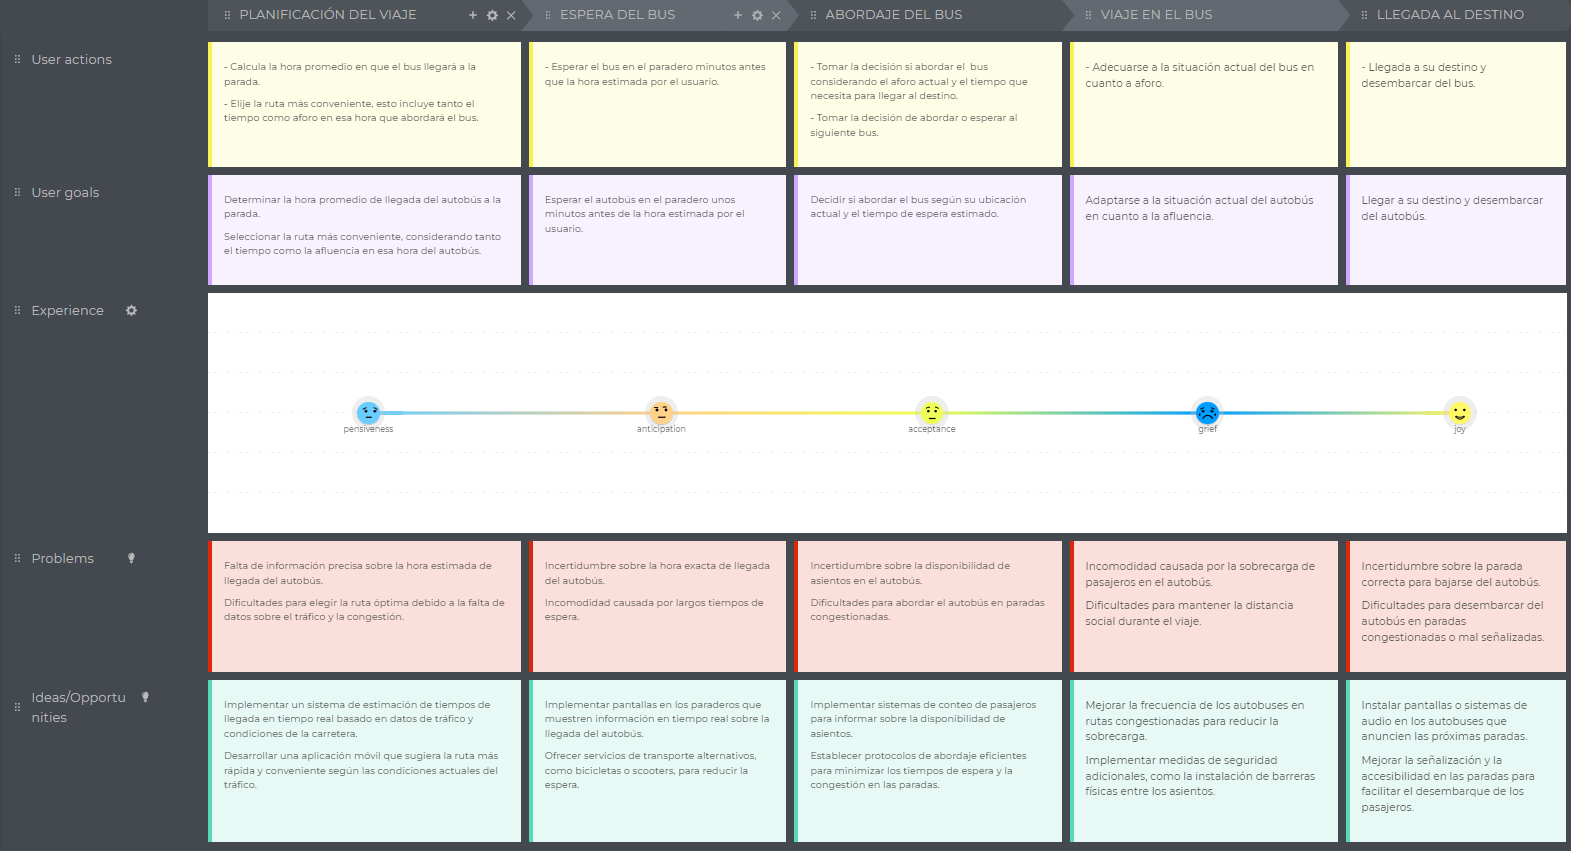 PLANIFICACIÓN DEL VIAJE
ESPERA DEL BUS
ABORDAJE DEL BUS
VIAJE EN EL BUS
LLEGADA AL DESTINO
User actions
- Calcula la hora promedio en que el bus llegará a la
parada.
- Elije la ruta más conveniente, esto incluye tanto el
tiempo como aforo en esa hora que abordará el bus.
- Esperar el bus en el paradero minutos antes
que la hora estimada por el usuario.
- Tomar la decisión si abordar el bus
considerando el aforo actual y el tiempo que
necesita para llegar al destino.
- Tomar la decisión de abordar o esperar al
siguiente bus.
- Adecuarse a la situación actual del bus en
cuanto a aforo.
- Llegada a su destino y
desembarcar del bus.
User goals
Determinar la hora promedio de llegada del autobús a la
parada.
Seleccionar la ruta más conveniente, considerando tanto
el tiempo como la afluencia en esa hora del autobús.
Esperar el autobús en el paradero unos
minutos antes de la hora estimada por el
usuario.
Decidir si abordar el bus según su ubicación
actual y el tiempo de espera estimado.
Adaptarse a la situación actual del autobús
en cuanto a la afluencia.
Llegar a su destino y desembarcar
del autobús.
Experience
pensiveness
anticipation
acceptance
grief
joy
Problems
Falta de información precisa sobre la hora estimada de
llegada del autobús.
Dificultades para elegir la ruta óptima debido a la falta de
datos sobre el tráfico y la congestión.
Incertidumbre sobre la hora exacta de llegada
del autobús.
Incomodidad causada por largos tiempos de
espera.
Incertidumbre sobre la disponibilidad de
asientos en el autobús.
Dificultades para abordar el autobús en paradas
congestionadas.
Incomodidad causada por la sobrecarga de
pasajeros en el autobús.
Dificultades para mantener la distancia
social durante el viaje.
Incertidumbre sobre la parada
correcta para bajarse del autobús.
Dificultades para desembarcar del
autobús en paradas
congestionadas o mal señalizadas.
Ideas/Opportu
nities
Implementar un sistema de estimación de tiempos de
llegada en tiempo real basado en datos de tráfico y
condiciones de la carretera.
Desarrollar una aplicación móvil que sugiera la ruta más
rápida y conveniente según las condiciones actuales del
tráfico.
Implementar pantallas en los paraderos que
muestren información en tiempo real sobre la
llegada del autobús.
Ofrecer servicios de transporte alternativos,
como bicicletas o scooters, para reducir la
espera.
Implementar sistemas de conteo de pasajeros
para informar sobre la disponibilidad de
asientos.
Establecer protocolos de abordaje eficientes
para minimizar los tiempos de espera y la
congestión en las paradas.
Mejorar la frecuencia de los autobuses en
rutas congestionadas para reducir la
sobrecarga.
Implementar medidas de seguridad
adicionales, como la instalación de barreras
físicas entre los asientos.
Instalar pantallas o sistemas de
audio en los autobuses que
anuncien las próximas paradas.
Mejorar la señalización y la
accesibilidad en las paradas para
facilitar el desembarque de los
pasajeros.